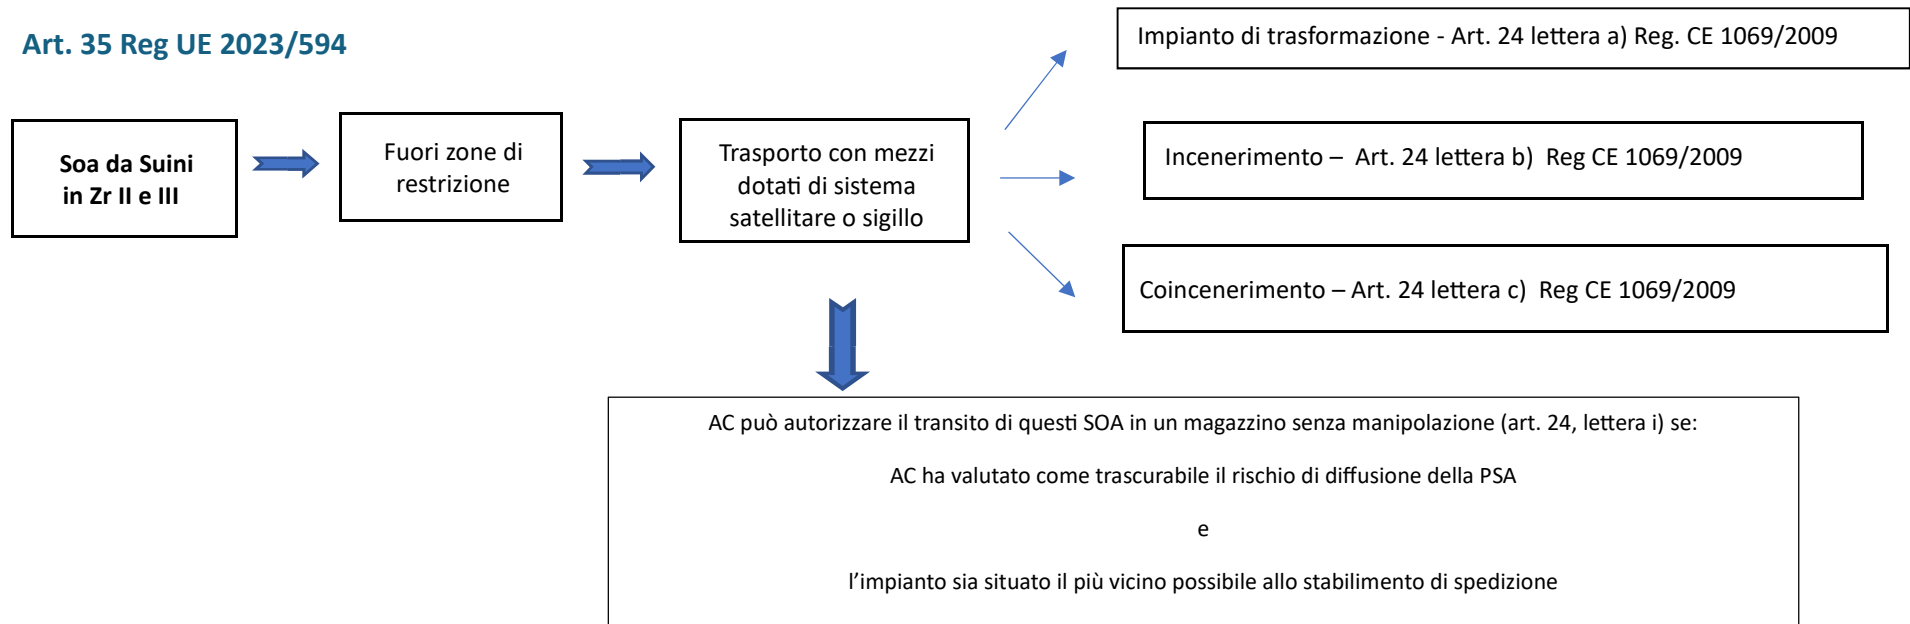 Art. 35 Reg UE 2023/594
Impianto di trasformazione - Art. 24 lettera a) Reg. CE 1069/2009
Soa da Suini
in Zr II e III
Fuori zone di
restrizione
Trasporto con mezzi
dotati di sistema
satellitare o sigillo
Incenerimento – Art. 24 lettera b) Reg CE 1069/2009
Coincenerimento – Art. 24 lettera c) Reg CE 1069/2009
AC può autorizzare il transito di questi SOA in un magazzino senza manipolazione (art. 24, lettera i) se:
AC ha valutato come trascurabile il rischio di diffusione della PSA
e
l’impianto sia situato il più vicino possibile allo stabilimento di spedizione